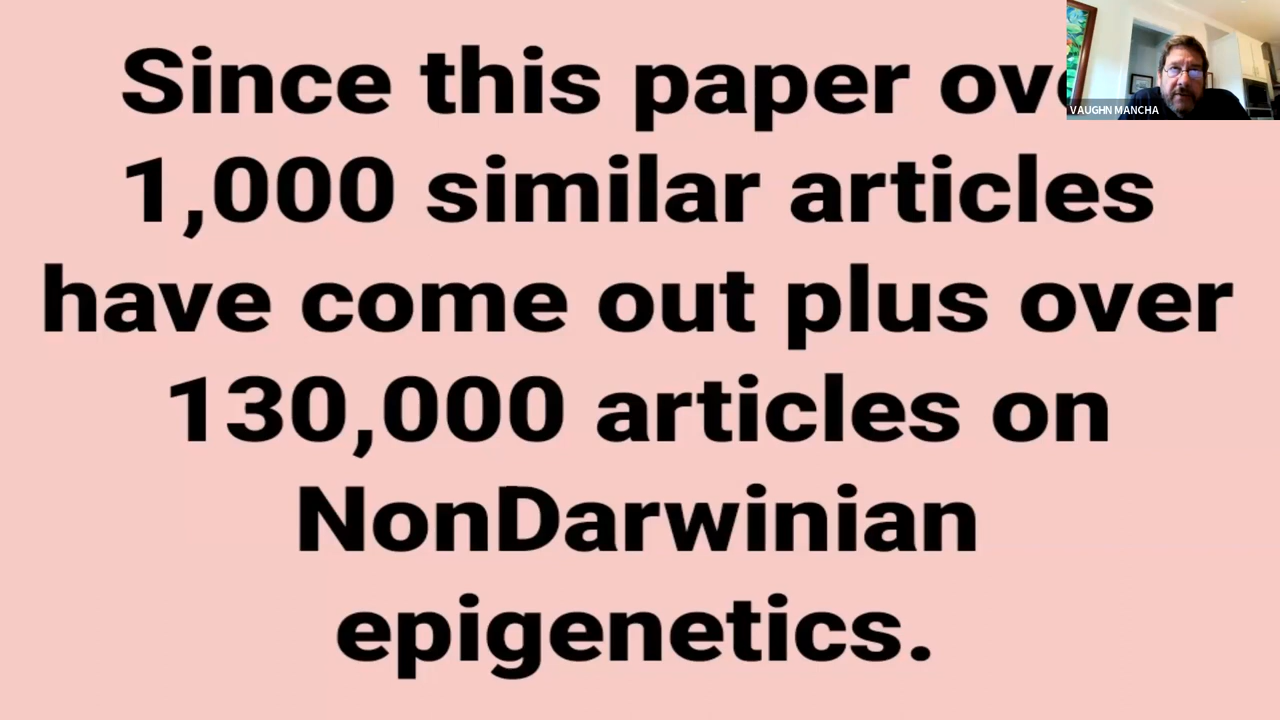 Since this paper
1,000 similar articles
have come out plus over
130,000 articles on
NonDarwinian
epigenetics.
VAUGHN MANCHA